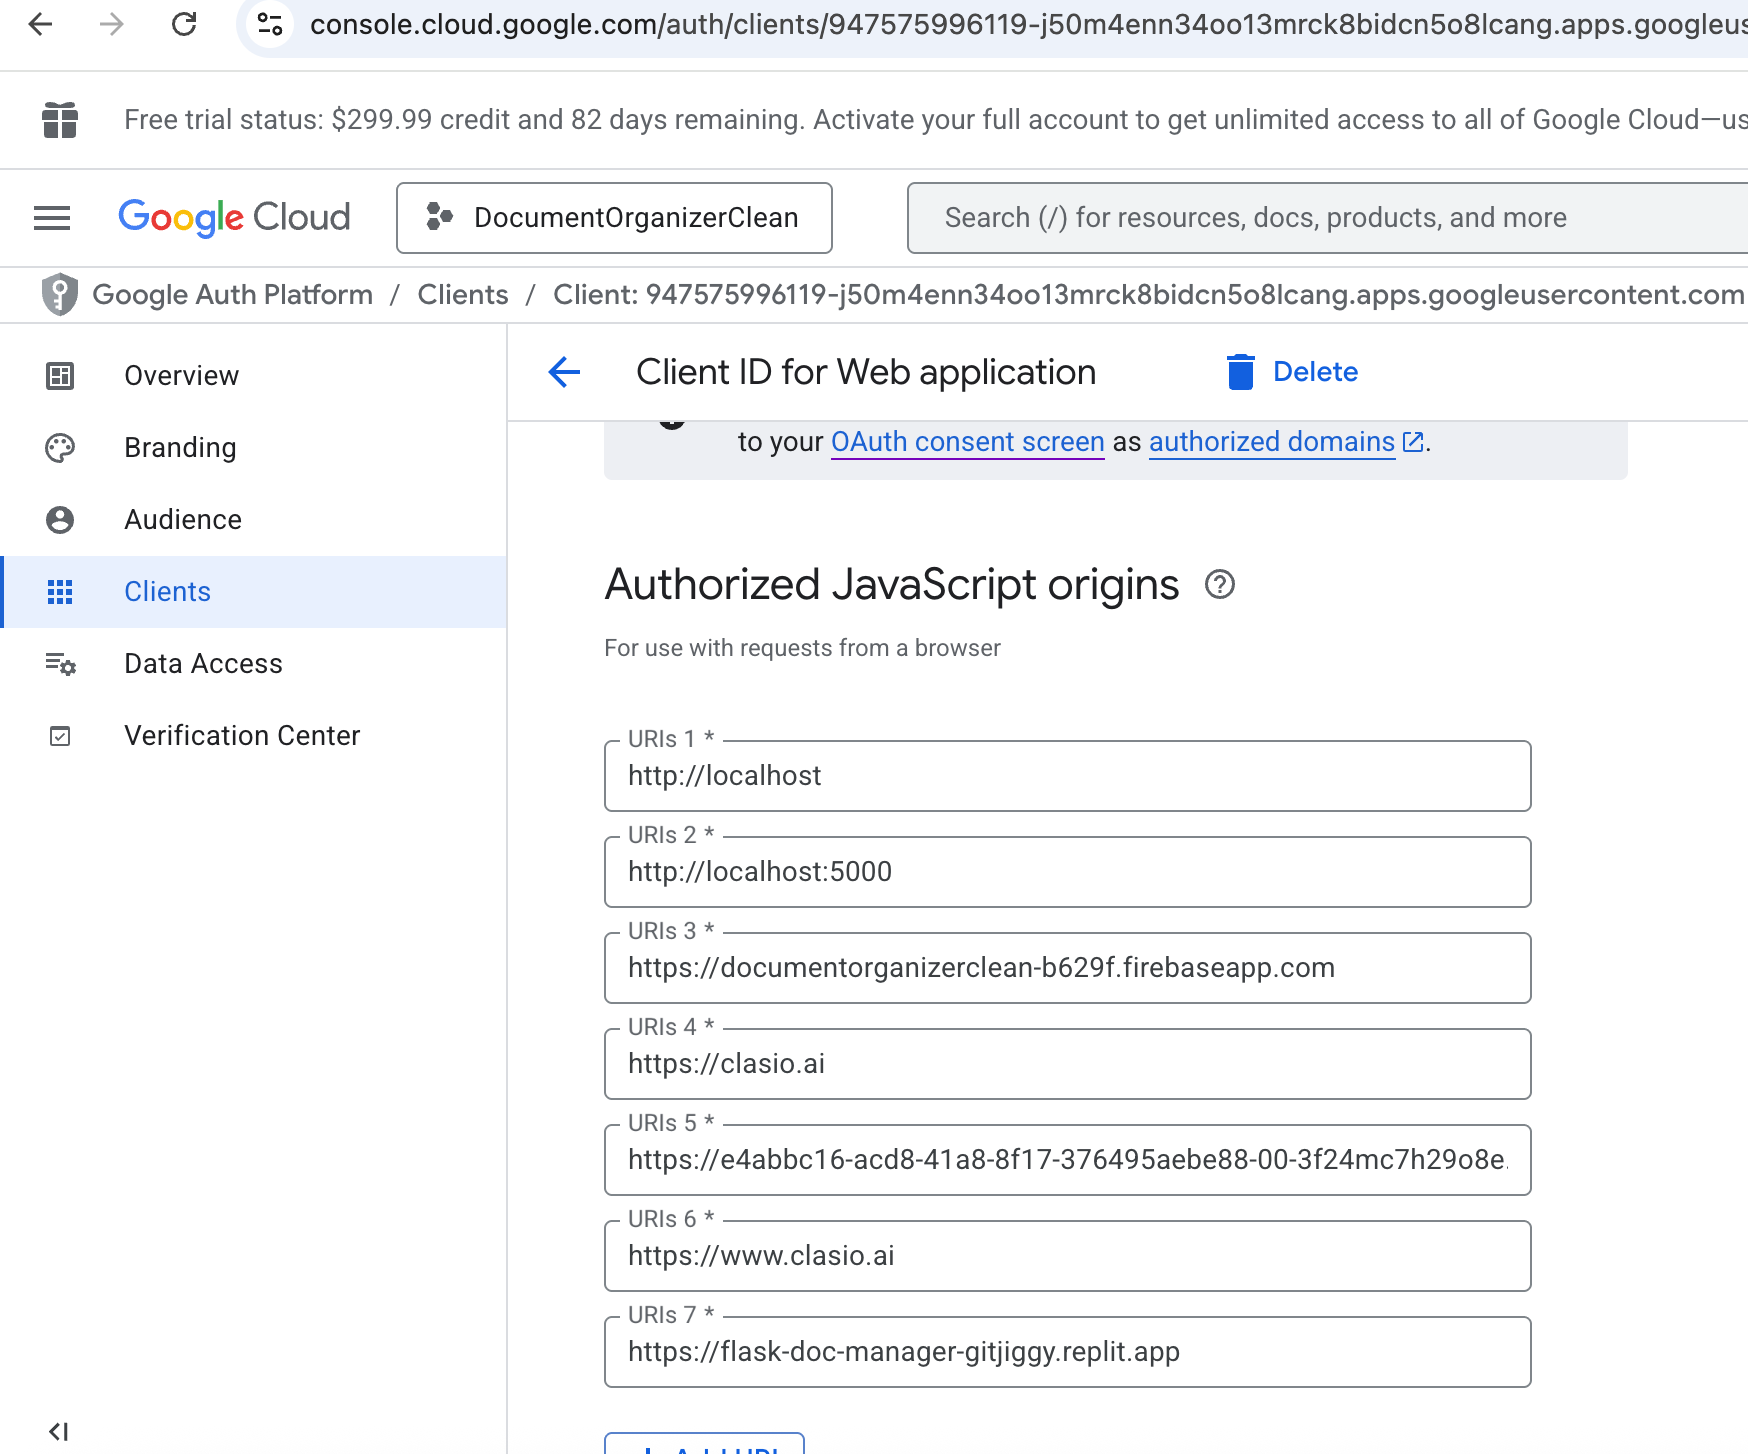 console.cloud.google.com/auth/clients/947575996119-j50m4enn34oo13mrck8bidcn5o8lcang.apps.googleus
Free trial status: $299.99 credit and 82 days remaining. Activate your full account to get unlimited access to all of Google Cloud—us
Google Cloud
DocumentOrganizerClean
Search (/) for resources, docs, products, and more
Google Auth Platform / Clients / Client: 947575996119-j50m4enn34oo13mrck8bidcn5o8lcang.apps.googleusercontent.com
Overview
Branding
Audience
Clients
Data Access
Verification Center
Client ID for Web application
Delete
to your OAuth consent screen as authorized domains.
Authorized JavaScript origins
For use with requests from a browser
URIs 1 *
http://localhost
URIs 2 *
http://localhost:5000
URIs 3 *
https://documentorganizerclean-b629f.firebaseapp.com
URIs 4 *
https://clasio.ai
URIs 5 *
https://e4abbc16-acd8-41a8-8f17-376495aebe88-00-3f24mc7h29o8e.
URIs 6 *
https://www.clasio.ai
URIs 7 *
https://flask-doc-manager-gitjiggy.replit.app
+ Add URI